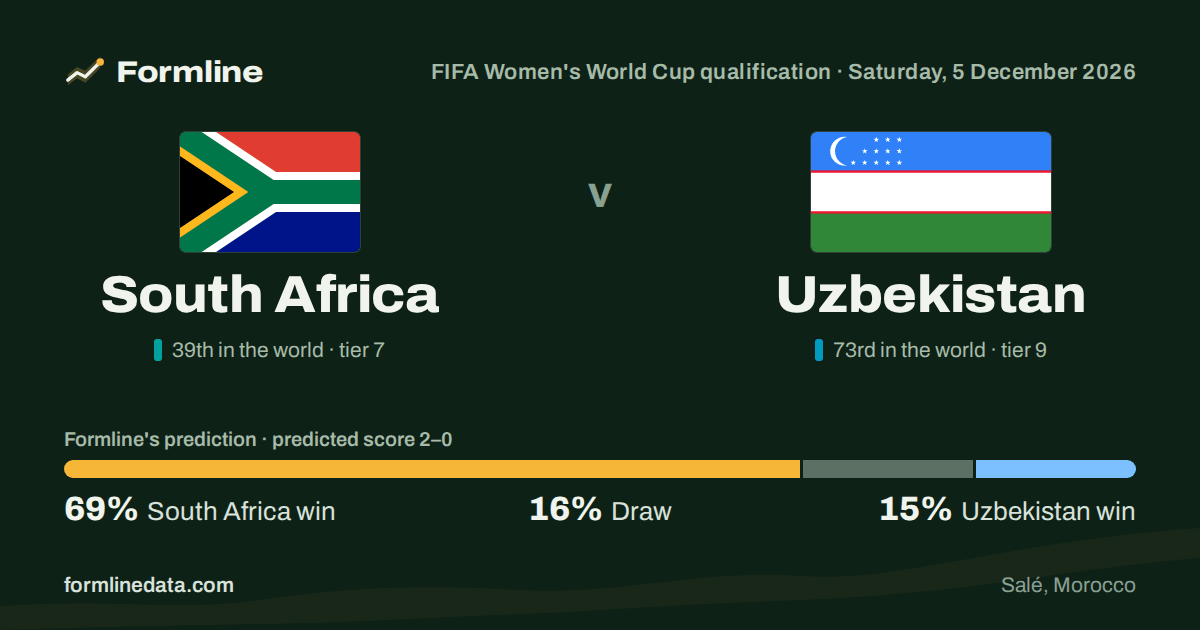 Formline
FIFA Women's World Cup qualification · Saturday, 5 December 2026
v
South Africa
Uzbekistan
39th in the world · tier 7
73rd in the world · tier 9
Formline's prediction · predicted score 2–0
69% South Africa win
16% Draw
15% Uzbekistan win
formlinedata.com
Salé, Morocco